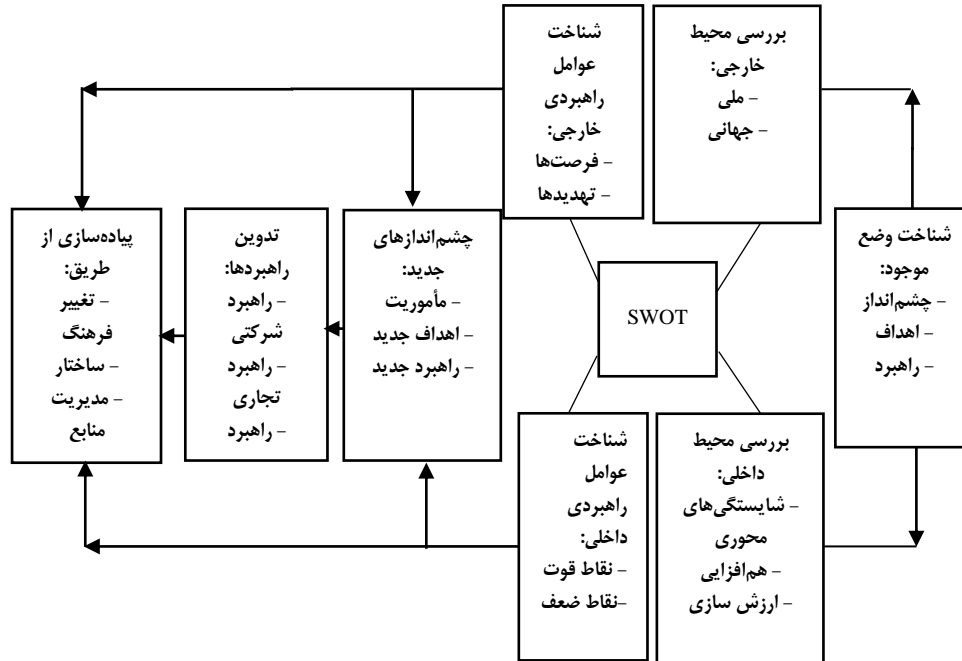 شناخت وضع
موجود:
– چشم‌انداز
– اهداف
– راهبرد
بررسی محیط
خارجی:
– ملی
– جهانی
بررسی محیط
داخلی:
– شایستگی‌های
محوری
– هم‌افزایی
– ارزش سازی
SWOT
شناخت
عوامل
راهبردی
خارجی:
– فرصت‌ها
– تهدیدها
شناخت
عوامل
راهبردی
داخلی:
– نقاط قوت
–نقاط ضعف
چشم‌اندازهای
جدید:
– مأموریت
– اهداف جدید
– راهبرد جدید
تدوین
راهبردها:
– راهبرد
شرکتی
– راهبرد
تجاری
– راهبرد
پیاده‌سازی از
طریق:
– تغییر
فرهنگ
– ساختار
– مدیریت
منابع